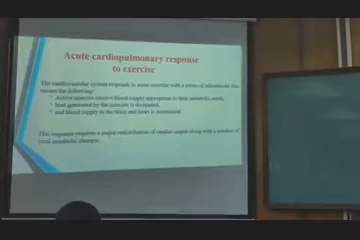 Acute cardiopulmonary response
to exercise
The cardiovascular system responds to acute exercise with a series of adjustments that
ensure the following:
Active muscles receive blood supply appropriate to their metabolic needs,
heat generated by the exercise is dissipated,
and blood supply to the brain and heart is maintained.
This response requires a major redistribution of cardiac output along with a number of
local metabolic changes.